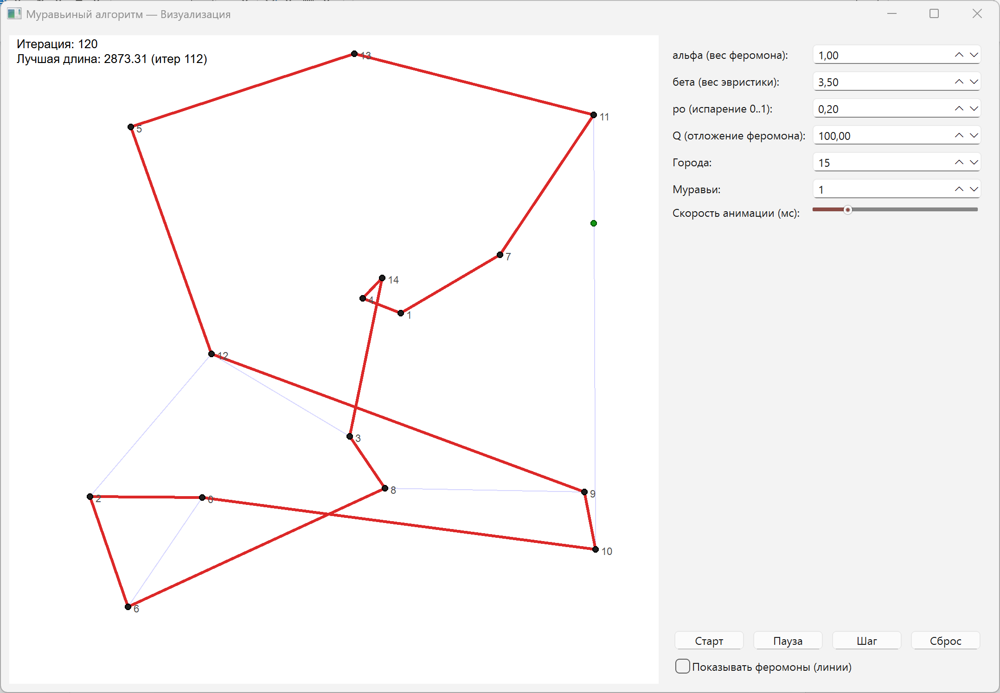 Муравьиный алгоритм — Визуализация
Итерация: 120
Лучшая длина: 2873.31 (итер 112)
13
11
5
7
14
4
1
12
3
8
9
2
0
10
6
альфа (вес феромона): 1,00
бета (вес эвристики): 3,50
ро (испарение 0..1): 0,20
Q (отложение феромона): 100,00
Города: 15
Муравьи: 1
Скорость анимации (мс):
Старт Пауза Шаг Сброс
Показывать феромоны (линии)